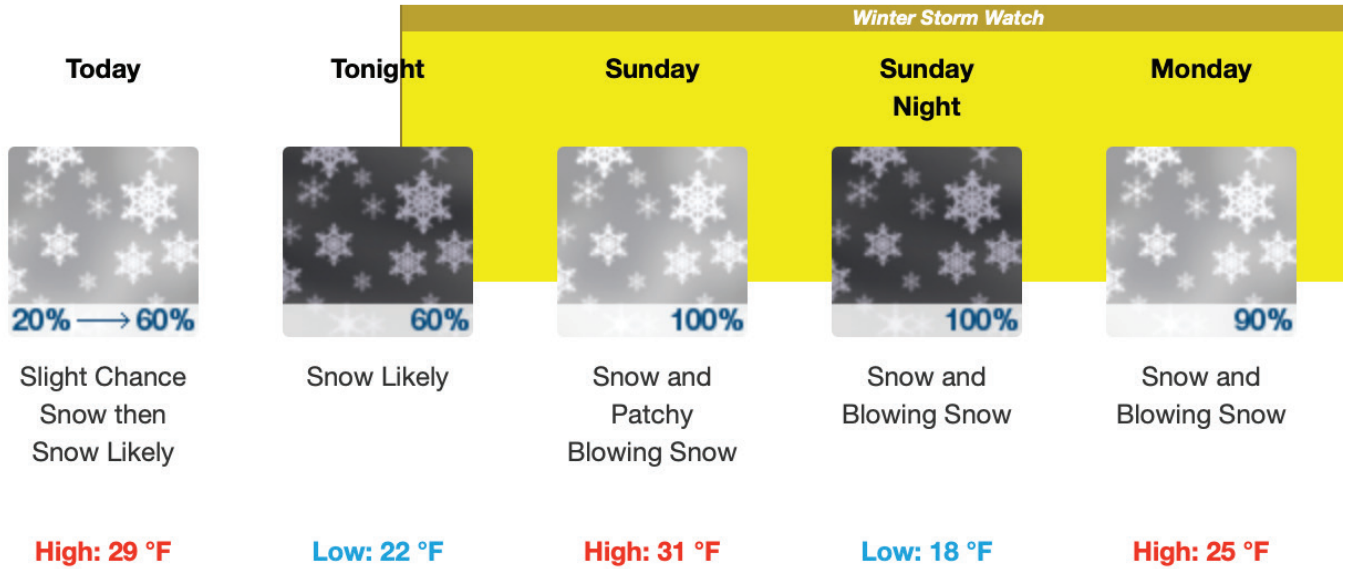 Winter Storm Watch
Today
Tonight
Sunday
Sunday
Night
Monday
20% → 60%
60%
100%
100%
90%
Slight Chance
Snow then
Snow Likely
Snow Likely
Snow and
Patchy
Blowing Snow
Snow and
Blowing Snow
Snow and
Blowing Snow
High: 29 °F
Low: 22 °F
High: 31 °F
Low: 18 °F
High: 25 °F